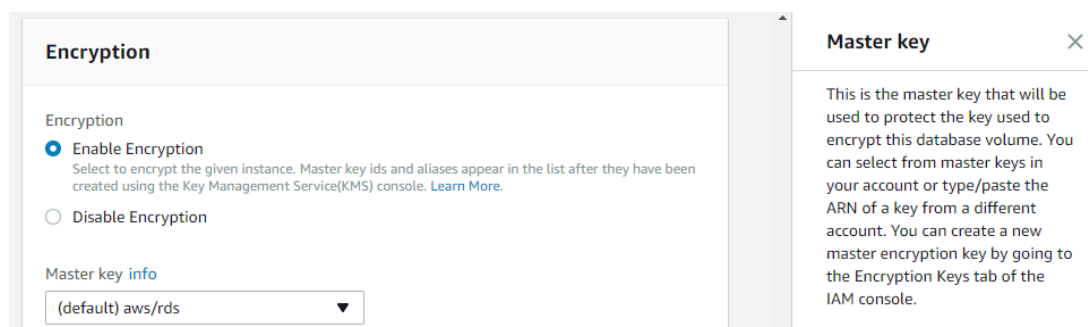 Encryption
Encryption
Enable Encryption
Select to encrypt the given instance. Master key ids and aliases appear in the list after they have been
created using the Key Management Service(KMS) console. Learn More.
Disable Encryption
Master key info
(default) aws/rds
Master key
This is the master key that will be
used to protect the key used to
encrypt this database volume. You
can select from master keys in
your account or type/paste the
ARN of a key from a different
account. You can create a new
master encryption key by going to
the Encryption Keys tab of the
IAM console.